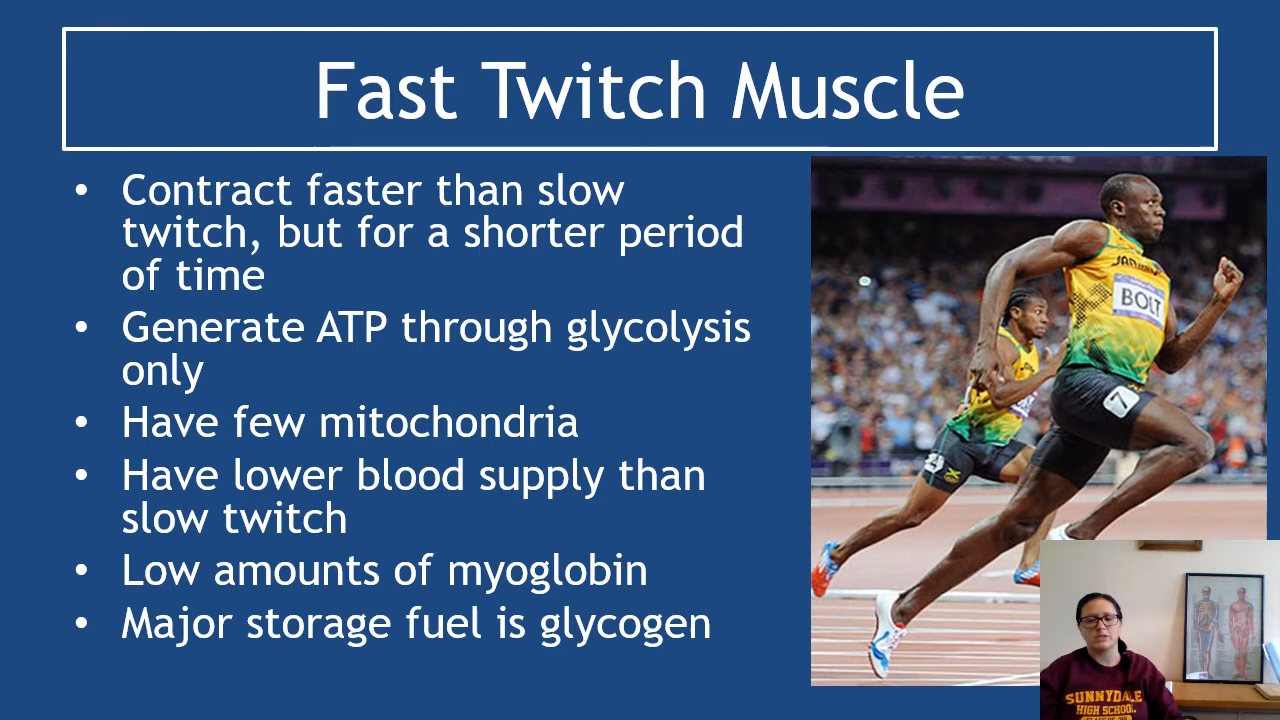 Fast Twitch Muscle
• Contract faster than slow
twitch, but for a shorter period
of time
• Generate ATP through glycolysis
only
• Have few mitochondria
• Have lower blood supply than
slow twitch
• Low amounts of myoglobin
• Major storage fuel is glycogen
BOLT
7
SUNNYDALE
HIGH SCHOOL